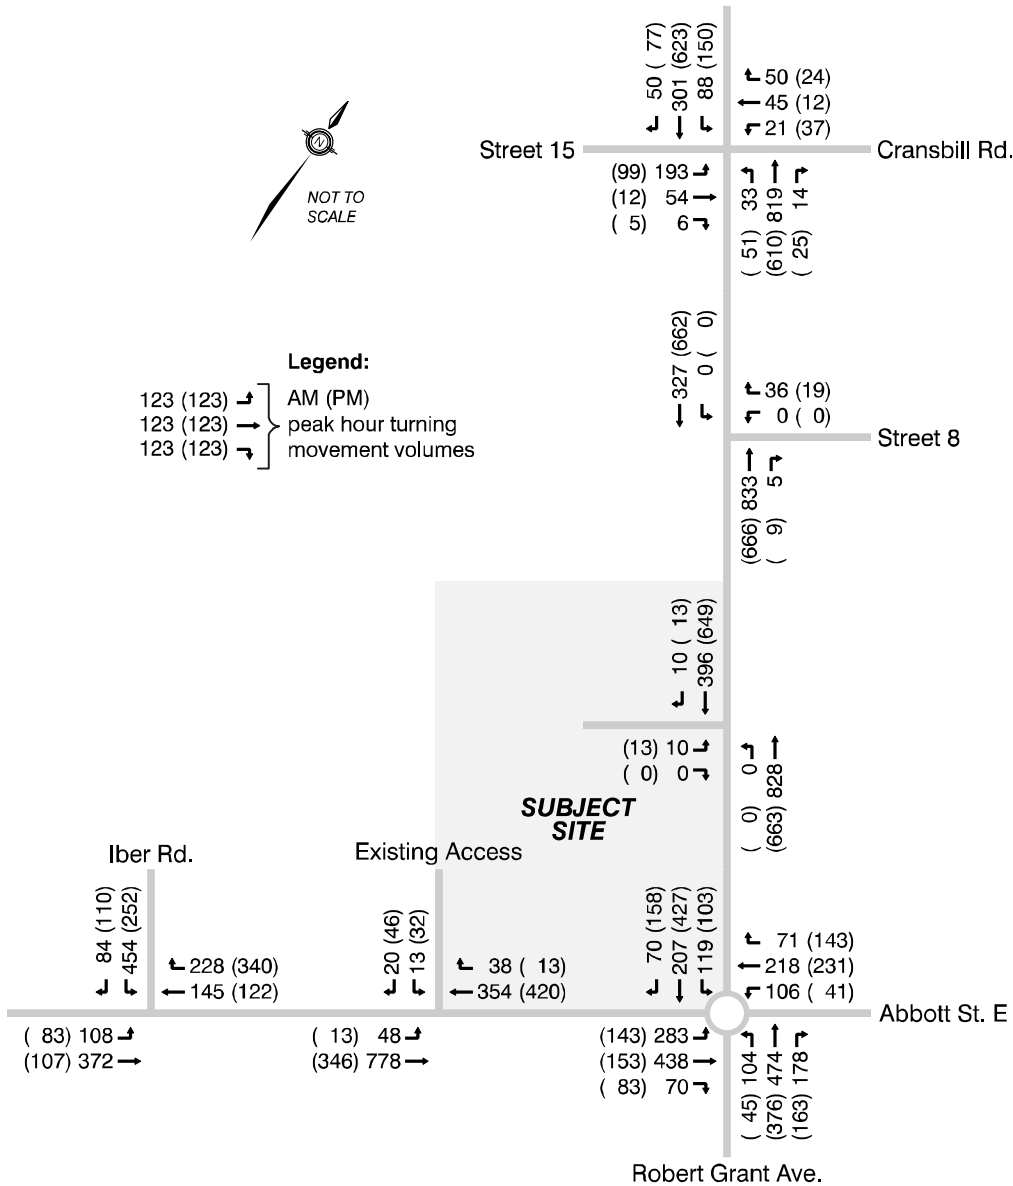 50 ( 77)
301 (623)
88 (150)
50 (24)
45 (12)
21 (37)
Street 15
Cransbill Rd.
(99) 193
(12) 54
( 5) 6
( 51) 33
(610) 819
( 25) 14
N
NOT TO
SCALE
327 (662)
0 ( 0)
Legend:
123 (123)
123 (123)
123 (123)
AM (PM)
peak hour turning
movement volumes
36 (19)
0 ( 0)
Street 8
(666) 833
( 9) 5
10 ( 13)
396 (649)
(13) 10
( 0) 0
( 0) 0
(663) 828
SUBJECT
SITE
Iber Rd.
Existing Access
84 (110)
454 (252)
228 (340)
145 (122)
20 (46)
13 (32)
38 ( 13)
354 (420)
70 (158)
207 (427)
119 (103)
71 (143)
218 (231)
106 ( 41)
Abbott St. E
( 83) 108
(107) 372
( 13) 48
(346) 778
(143) 283
(153) 438
( 83) 70
( 45) 104
(376) 474
(163) 178
Robert Grant Ave.